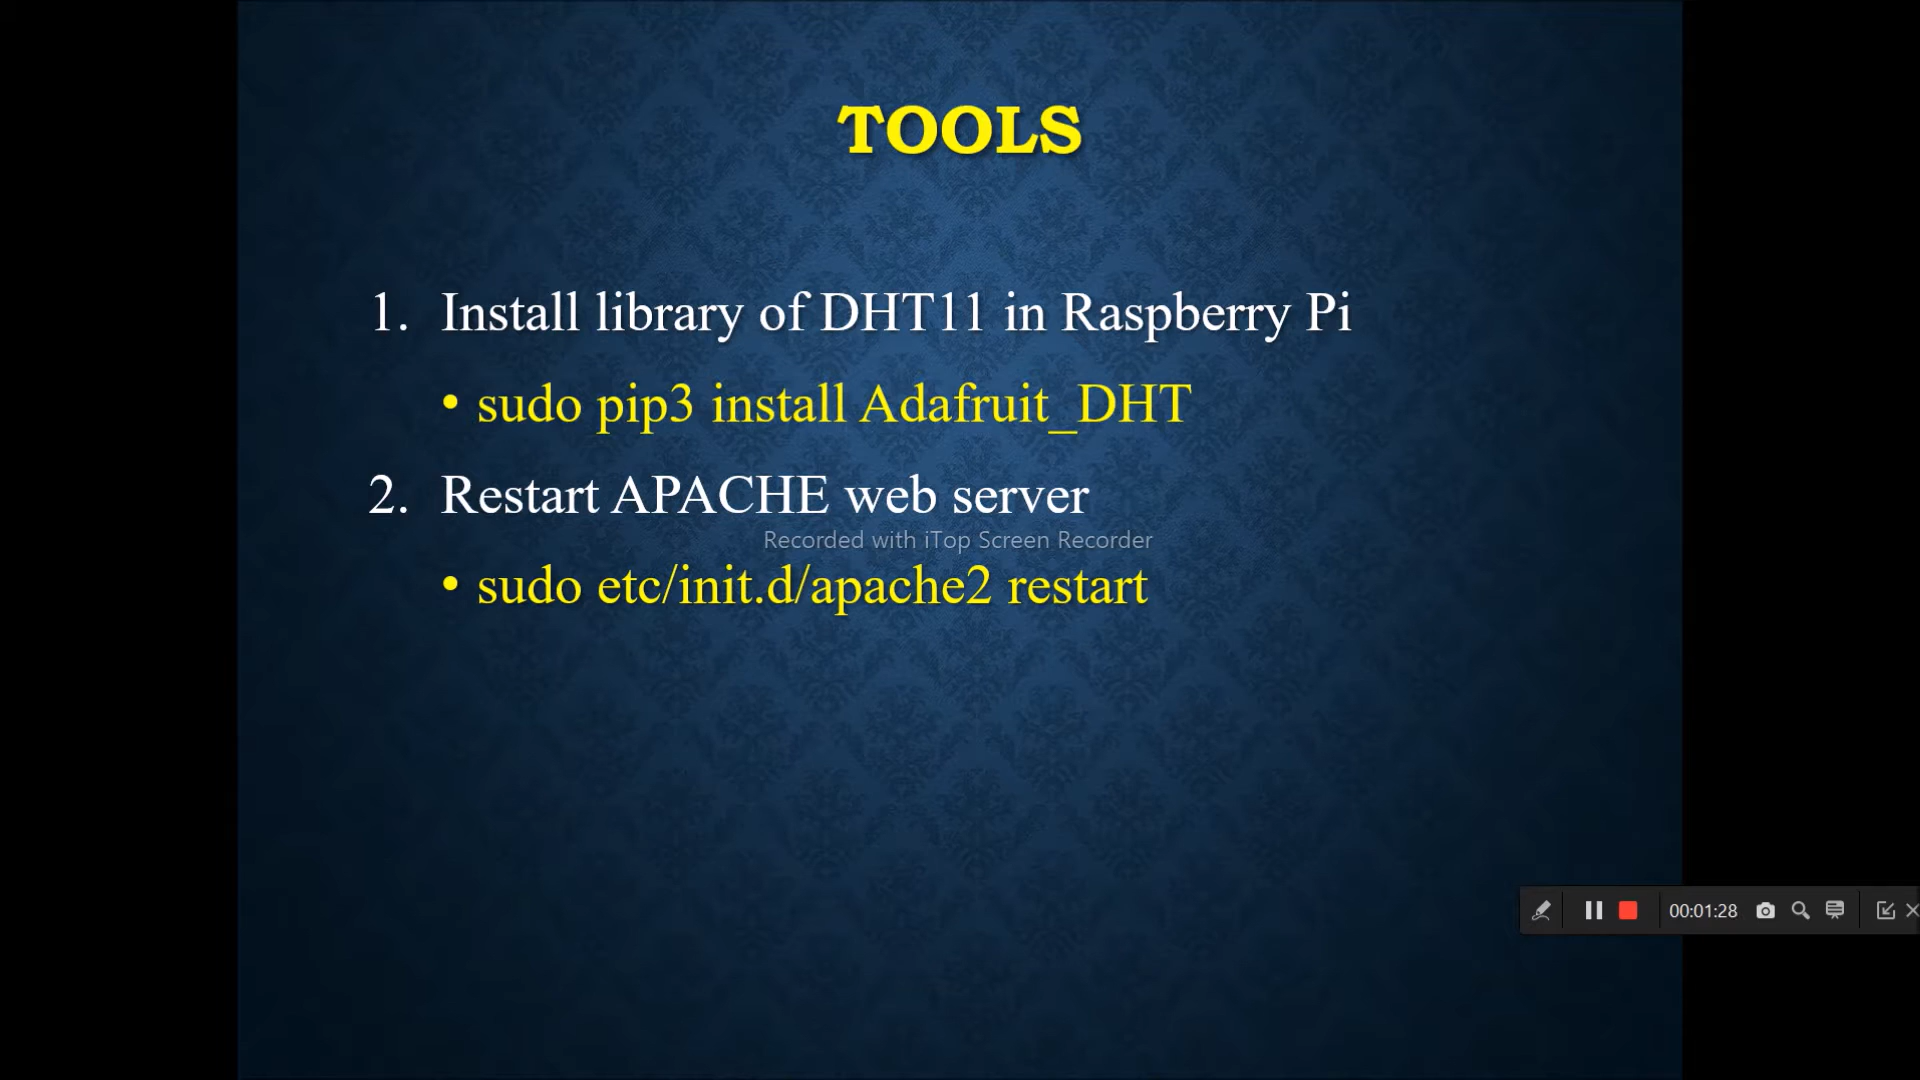 TOOLS
1. Install library of DHT11 in Raspberry Pi
• sudo pip3 install Adafruit_DHT
2. Restart APACHE web server
Recorded with iTop Screen Recorder
• sudo etc/init.d/apache2 restart
00:01:28